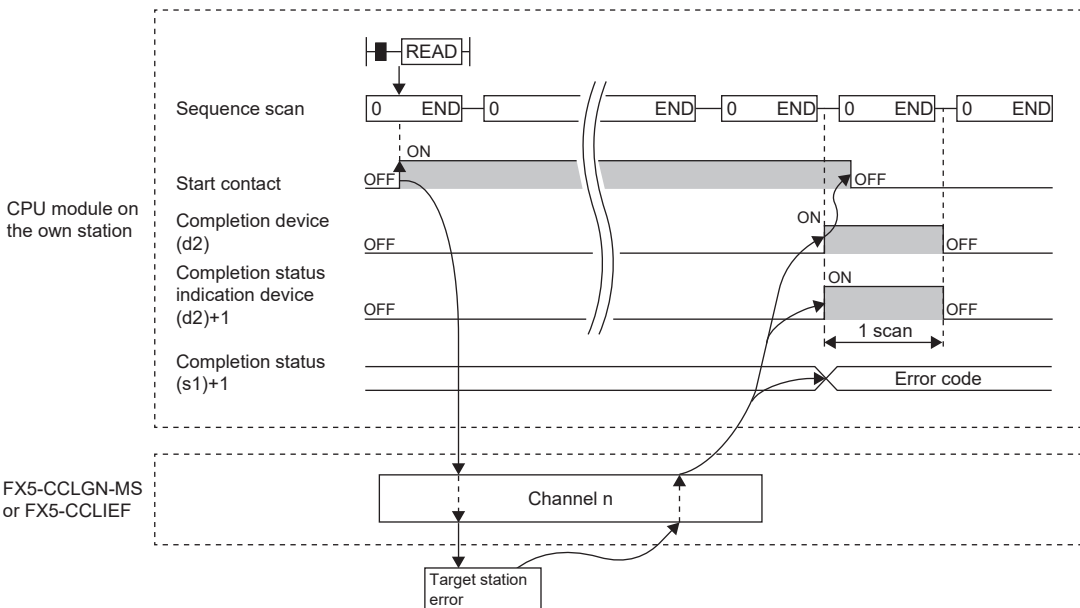 READ
Sequence scan
0 END 0 END 0 END 0 END 0 END
ON
Start contact
OFF
OFF
CPU module on
the own station
Completion device
(d2)
ON
OFF
OFF
Completion status
indication device
(d2)+1
ON
OFF
OFF
1 scan
Completion status
(s1)+1
Error code
FX5-CCLGN-MS
or FX5-CCLIEF
Channel n
Target station
error